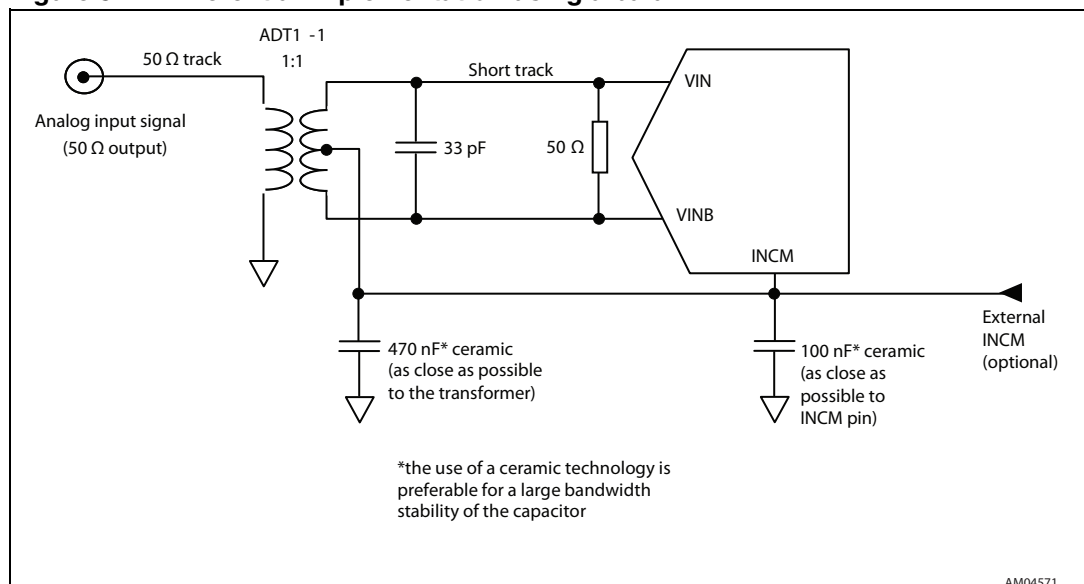 ADT1 -1
1:1
50 Ω track
Short track
VIN
Analog input signal
(50 Ω output)
33 pF
50 Ω
VINB
INCM
External
INCM
(optional)
470 nF* ceramic
(as close as possible
to the transformer)
100 nF* ceramic
(as close as
possible to
INCM pin)
*the use of a ceramic technology is
preferable for a large bandwidth
stability of the capacitor
AM04571